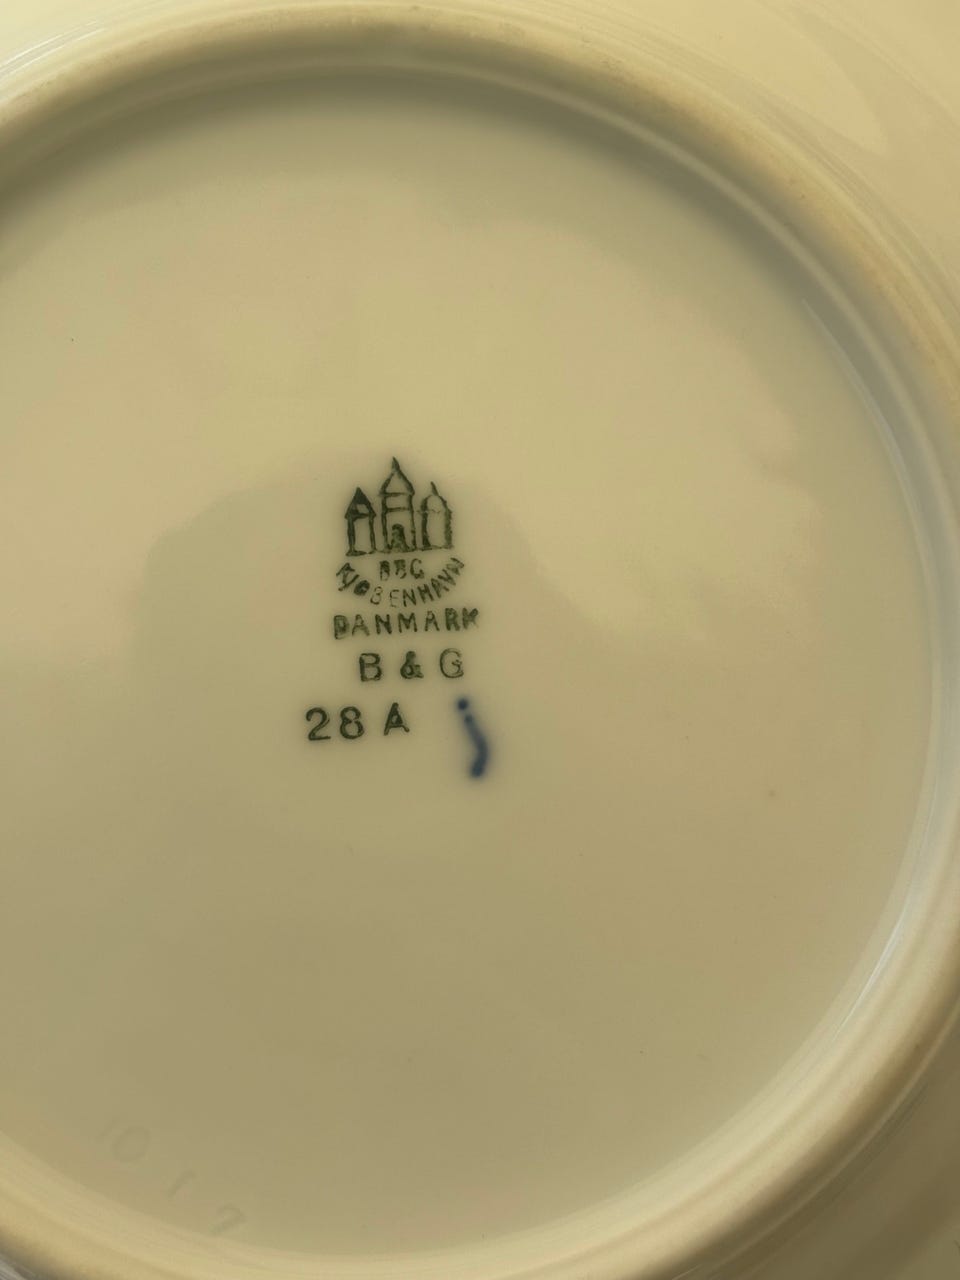 B&G
KJØBENHAVN
DANMARK
B & G
28 A